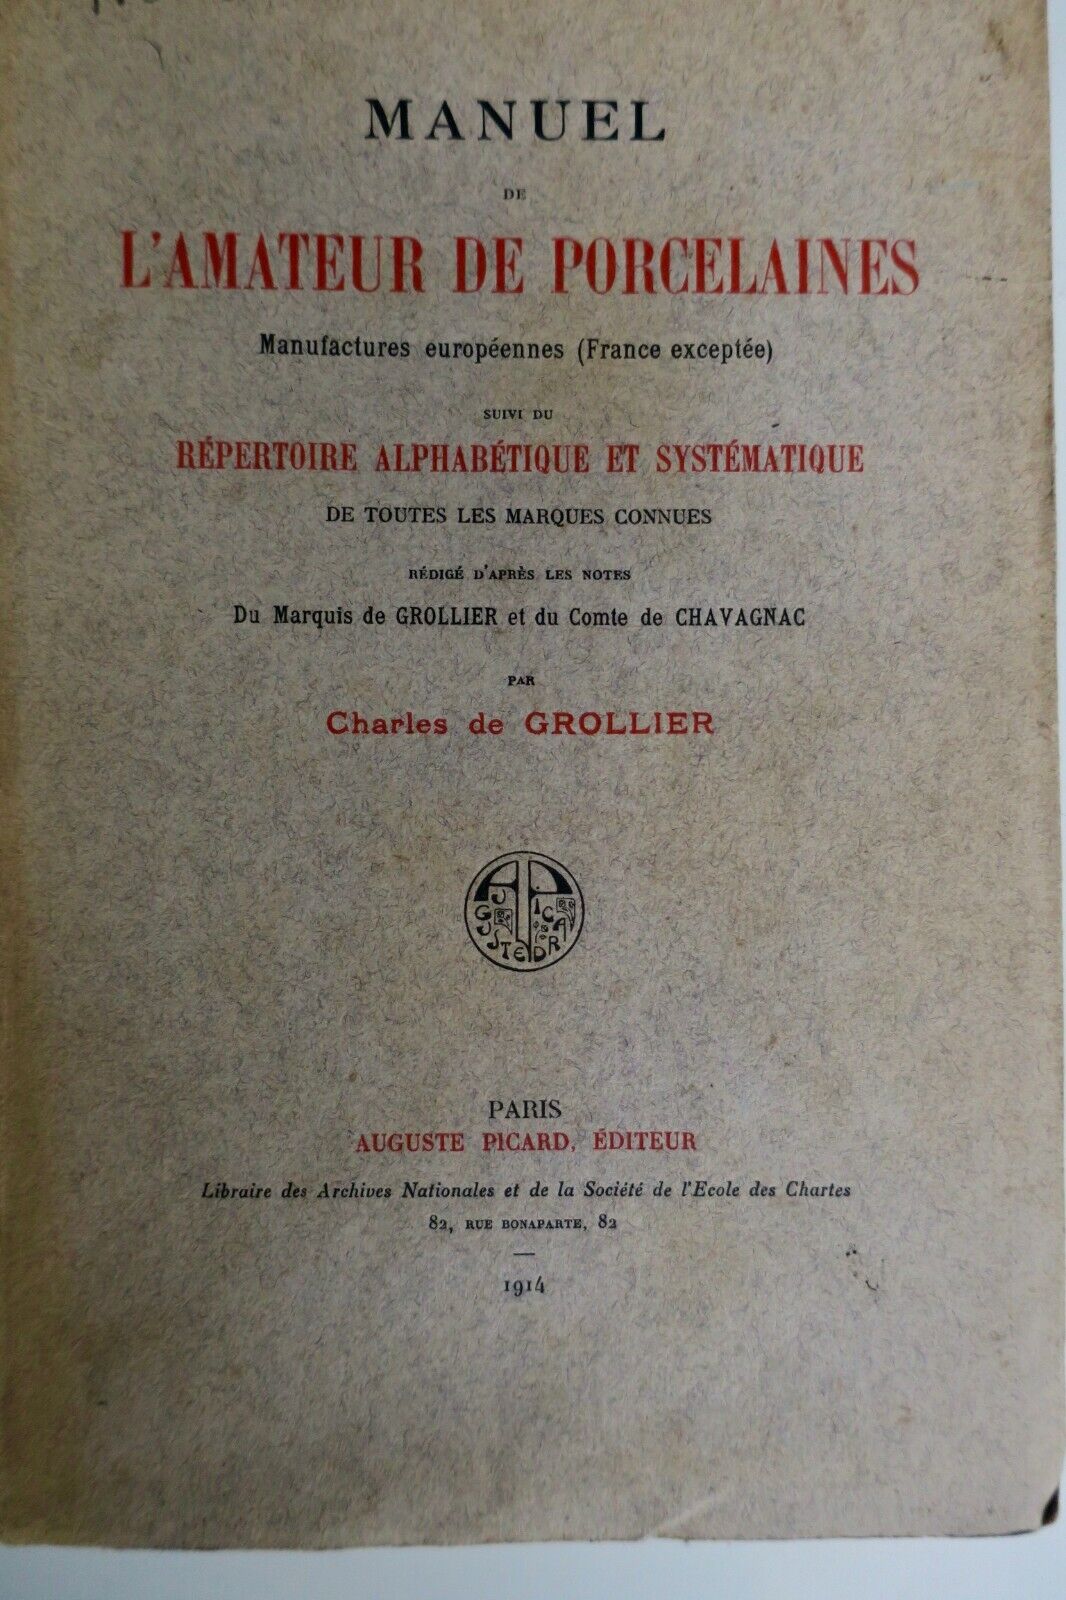 MANUEL
DE
L'AMATEUR DE PORCELAINES
Manufactures européennes (France exceptée)
SUIVI DU
RÉPERTOIRE ALPHABÉTIQUE ET SYSTÉMATIQUE
DE TOUTES LES MARQUES CONNUES
RÉDIGÉ D'APRÈS LES NOTES
Du Marquis de GROLLIER et du Comte de CHAVAGNAC
PAR
Charles de GROLLIER
PARIS
AUGUSTE PICARD, ÉDITEUR
Libraire des Archives Nationales et de la Société de l'Ecole des Chartes
82, RUE BONAPARTE, 82
1914